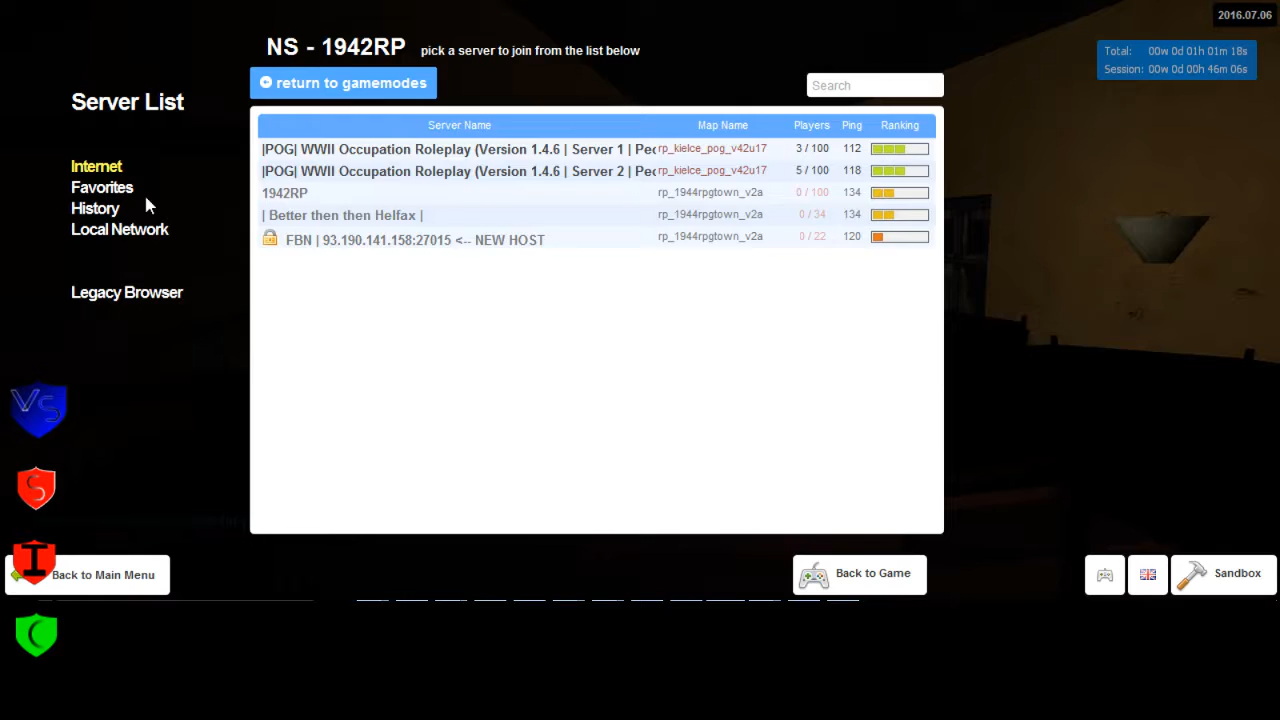 2016.07.06
NS - 1942RP pick a server to join from the list below
Total: 00w 0d 01h 01m 18s
Session: 00w 0d 00h 46m 06s
return to gamemodes
Search
Server List
Internet
Favorites
History
Local Network
Legacy Browser
Server Name Map Name Players Ping Ranking
|POG| WWII Occupation Roleplay (Version 1.4.6 | Server 1 | Pec rp_kielce_pog_v42u17 3 / 100 112
|POG| WWII Occupation Roleplay (Version 1.4.6 | Server 2 | Pec rp_kielce_pog_v42u17 5 / 100 118
1942RP rp_1944rpgtown_v2a 0 / 100 134
| Better then then Helfax | rp_1944rpgtown_v2a 0 / 34 134
FBN | 93.190.141.158:27015 <-- NEW HOST rp_1944rpgtown_v2a 0 / 22 120
VS
S
I
C
Back to Main Menu
Back to Game
Sandbox